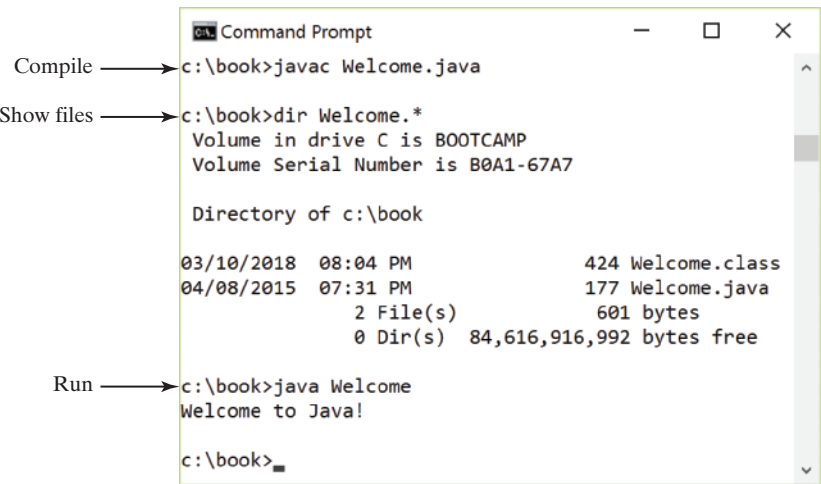 Command Prompt
Compile c:\book>javac Welcome.java
Show files c:\book>dir Welcome.*
Volume in drive C is BOOTCAMP
Volume Serial Number is B0A1-67A7
Directory of c:\book
03/10/2018 08:04 PM 424 Welcome.class
04/08/2015 07:31 PM 177 Welcome.java
2 File(s) 601 bytes
0 Dir(s) 84,616,916,992 bytes free
Run c:\book>java Welcome
Welcome to Java!
c:\book>